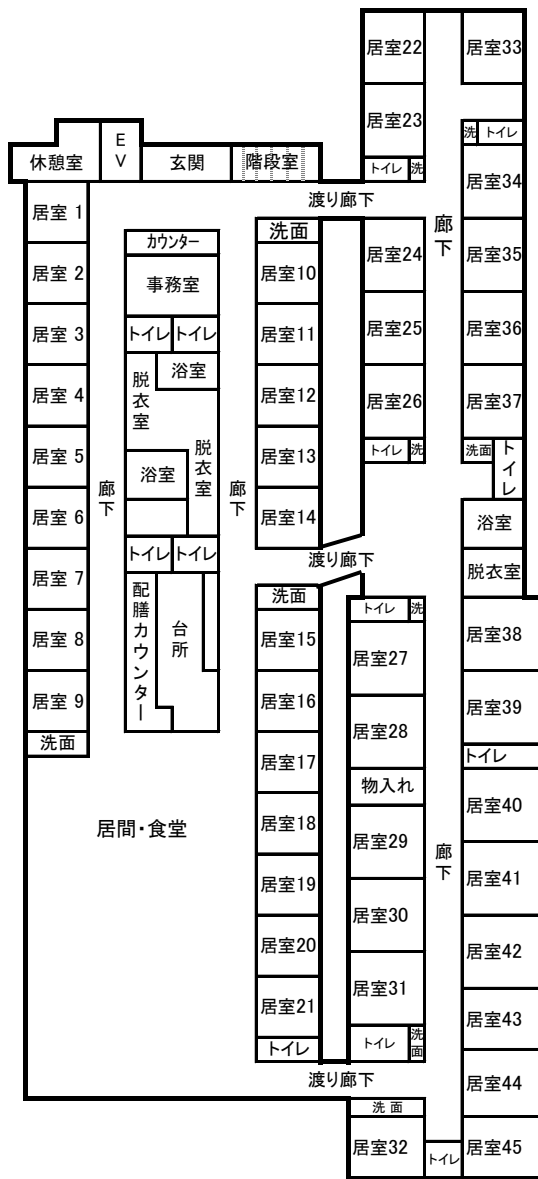 居室22
居室33
居室23
洗
トイレ
トイレ
洗
居室34
E
V
休憩室
玄関
階段室
渡り廊下
居室 1
居室 2
居室 3
居室 4
居室 5
居室 6
居室 7
居室 8
居室 9
洗面
廊下
カウンター
事務室
トイレ
トイレ
脱衣室
浴室
浴室
脱衣室
トイレ
トイレ
配膳カウンター
台所
廊下
居間・食堂
洗面
居室10
居室11
居室12
居室13
居室14
渡り廊下
洗面
居室15
居室16
居室17
居室18
居室19
居室20
居室21
トイレ
渡り廊下
居室24
居室25
居室26
トイレ
洗
トイレ
洗
居室27
居室28
物入れ
居室29
居室30
居室31
トイレ
洗面
洗面
居室32
トイレ
廊下
廊下
居室35
居室36
居室37
洗面
トイレ
浴室
脱衣室
居室38
居室39
トイレ
居室40
居室41
居室42
居室43
居室44
居室45